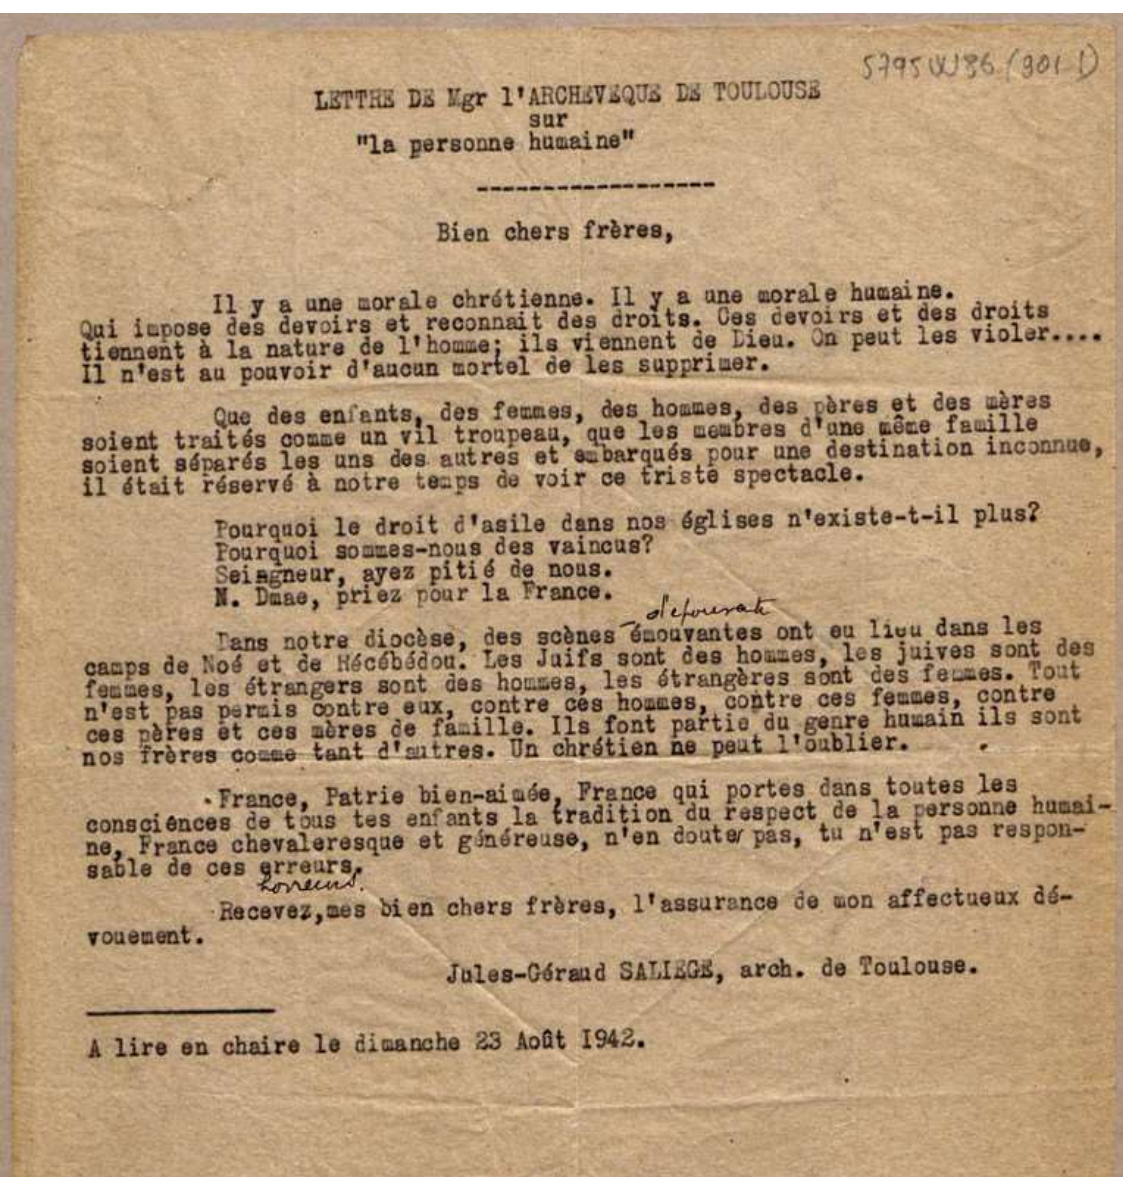 5795W86 (901 1)
LETTRE DE Mgr l'ARCHEVEQUE DE TOULOUSE
sur
"la personne humaine"
------------------
Bien chers frères,
Il y a une morale chrétienne. Il y a une morale humaine.
Qui impose des devoirs et reconnait des droits. Ces devoirs et des droits
tiennent à la nature de l'homme; ils viennent de Dieu. On peut les violer....
Il n'est au pouvoir d'aucun mortel de les supprimer.
Que des enfants, des femmes, des hommes, des pères et des mères
soient traités comme un vil troupeau, que les membres d'une même famille
soient séparés les uns des autres et embarqués pour une destination inconnue,
il était réservé à notre temps de voir ce triste spectacle.
Pourquoi le droit d'asile dans nos églises n'existe-t-il plus?
Pourquoi sommes-nous des vaincus?
Seiagneur, ayez pitié de nous.
N. Dmae, priez pour la France.
Dans notre diocèse, des scènes émouvantes ont eu lieu dans les
camps de Noé et de Récébédou. Les Juifs sont des hommes, les juives sont des
femmes, les étrangers sont des hommes, les étrangères sont des femmes. Tout
n'est pas permis contre eux, contre ces hommes, contre ces femmes, contre
ces pères et ces mères de famille. Ils font partie du genre humain ils sont
nos frères comme tant d'autres. Un chrétien ne peut l'oublier.
France, Patrie bien-aimée, France qui portes dans toutes les
consciences de tous tes enfants la tradition du respect de la personne humai-
ne, France chevaleresque et généreuse, n'en doute pas, tu n'est pas respon-
sable de ces erreurs.
horreurs.
Recevez,mes bien chers frères, l'assurance de mon affectueux dé-
vouement.
Jules-Géraud SALIEGE, arch. de Toulouse.
A lire en chaire le dimanche 23 Août 1942.